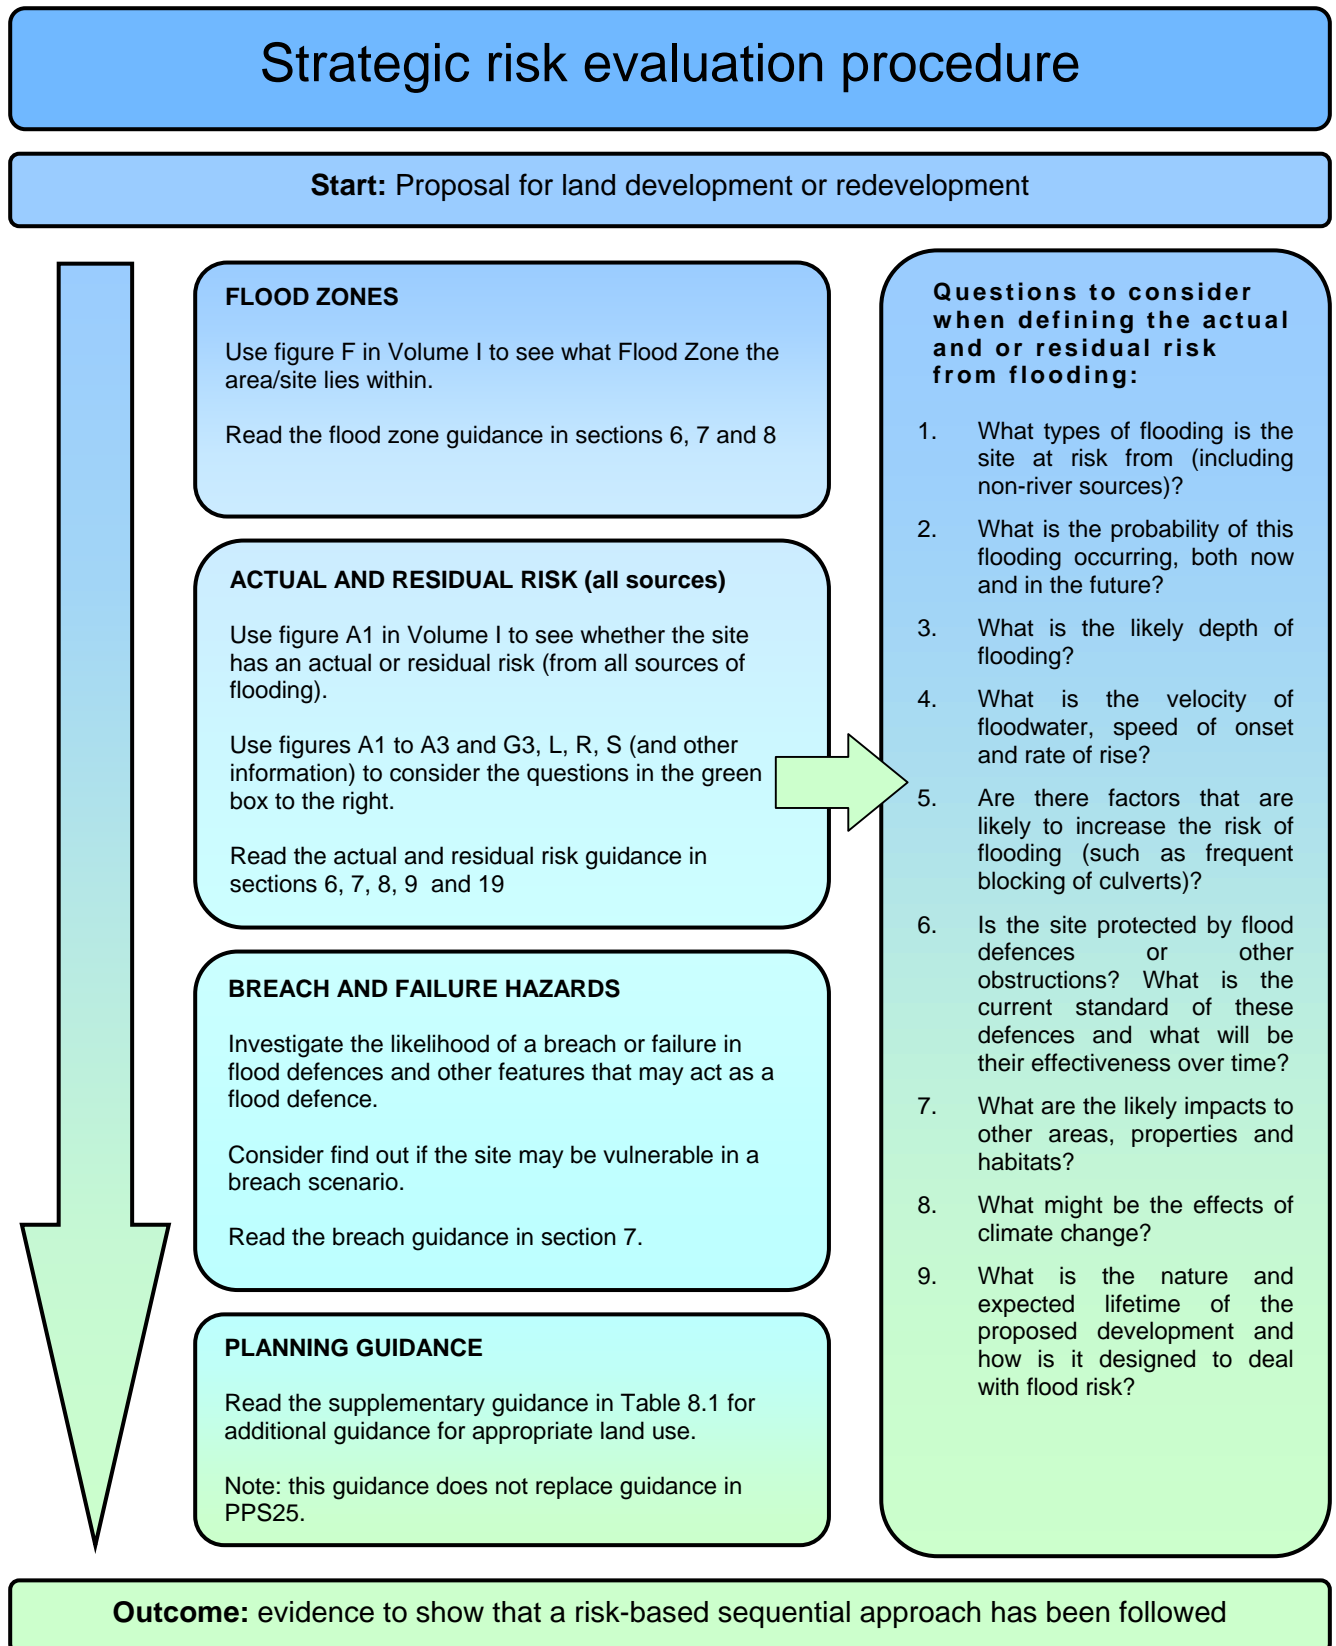 Strategic risk evaluation procedure
Start: Proposal for land development or redevelopment
FLOOD ZONES
Use figure F in Volume I to see what Flood Zone the
area/site lies within.
Read the flood zone guidance in sections 6, 7 and 8
ACTUAL AND RESIDUAL RISK (all sources)
Use figure A1 in Volume I to see whether the site
has an actual or residual risk (from all sources of
flooding).
Use figures A1 to A3 and G3, L, R, S (and other
information) to consider the questions in the green
box to the right.
Read the actual and residual risk guidance in
sections 6, 7, 8, 9 and 19
BREACH AND FAILURE HAZARDS
Investigate the likelihood of a breach or failure in
flood defences and other features that may act as a
flood defence.
Consider find out if the site may be vulnerable in a
breach scenario.
Read the breach guidance in section 7.
PLANNING GUIDANCE
Read the supplementary guidance in Table 8.1 for
additional guidance for appropriate land use.
Note: this guidance does not replace guidance in
PPS25.
Questions to consider
when defining the actual
and or residual risk
from flooding:
1. What types of flooding is the
site at risk from (including
non-river sources)?
2. What is the probability of this
flooding occurring, both now
and in the future?
3. What is the likely depth of
flooding?
4. What is the velocity of
floodwater, speed of onset
and rate of rise?
5. Are there factors that are
likely to increase the risk of
flooding (such as frequent
blocking of culverts)?
6. Is the site protected by flood
defences or other
obstructions? What is the
current standard of these
defences and what will be
their effectiveness over time?
7. What are the likely impacts to
other areas, properties and
habitats?
8. What might be the effects of
climate change?
9. What is the nature and
expected lifetime of the
proposed development and
how is it designed to deal
with flood risk?
Outcome: evidence to show that a risk-based sequential approach has been followed